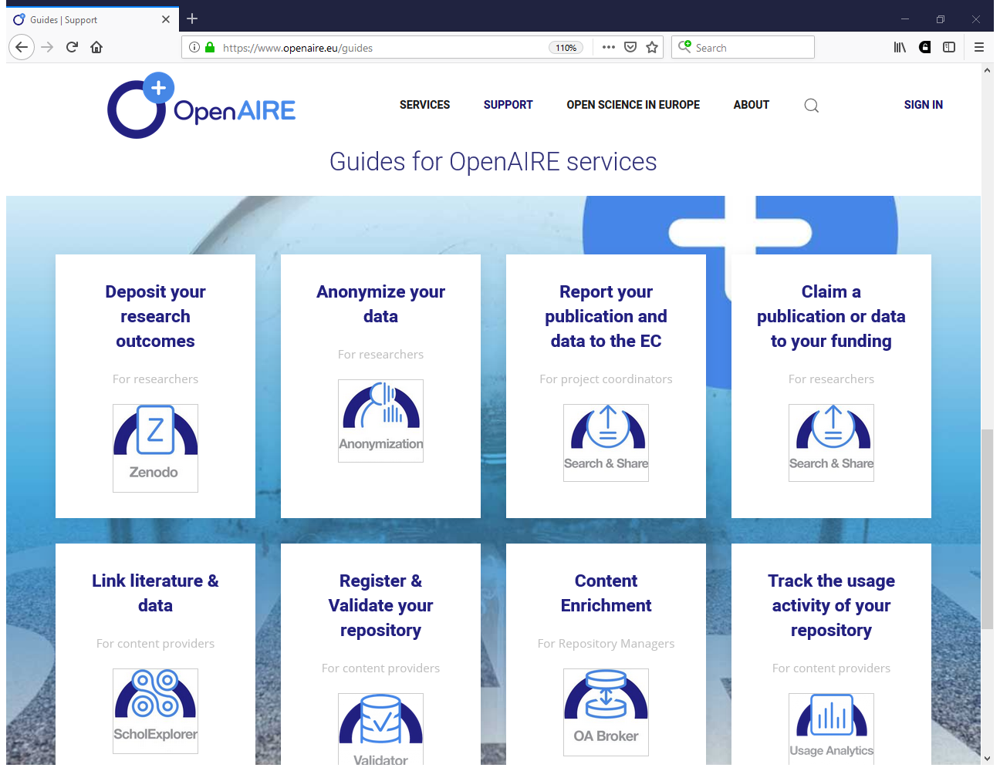 Guides | Support
https://www.openaire.eu/guides
110%
Search
OpenAIRE
SERVICES
SUPPORT
OPEN SCIENCE IN EUROPE
ABOUT
SIGN IN
Guides for OpenAIRE services
Deposit your
research
outcomes
For researchers
Z
Zenodo
Anonymize your
data
For researchers
Anonymization
Report your
publication and
data to the EC
For project coordinators
Search & Share
Claim a
publication or data
to your funding
For researchers
Search & Share
Link literature &
data
For content providers
ScholExplorer
Register &
Validate your
repository
For content providers
Validator
Content
Enrichment
For Repository Managers
OA Broker
Track the usage
activity of your
repository
For content providers
Usage Analytics